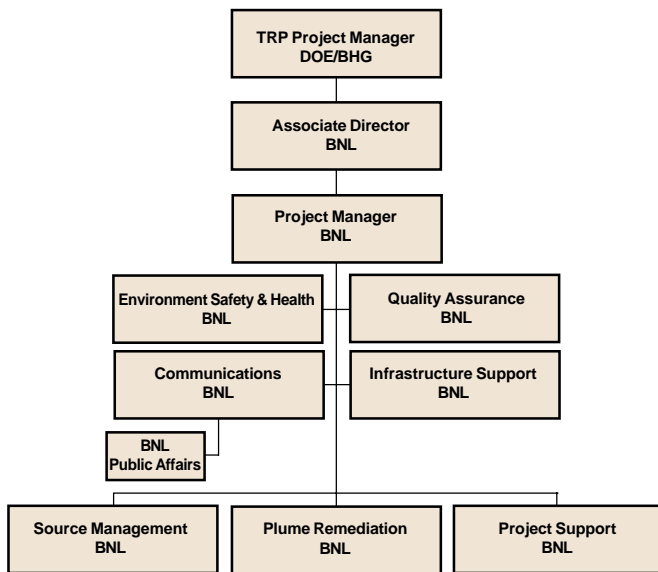 TRP Project Manager
DOE/BHG
Associate Director
BNL
Project Manager
BNL
Environment Safety & Health
BNL
Quality Assurance
BNL
Communications
BNL
Infrastructure Support
BNL
BNL
Public Affairs
Source Management
BNL
Plume Remediation
BNL
Project Support
BNL